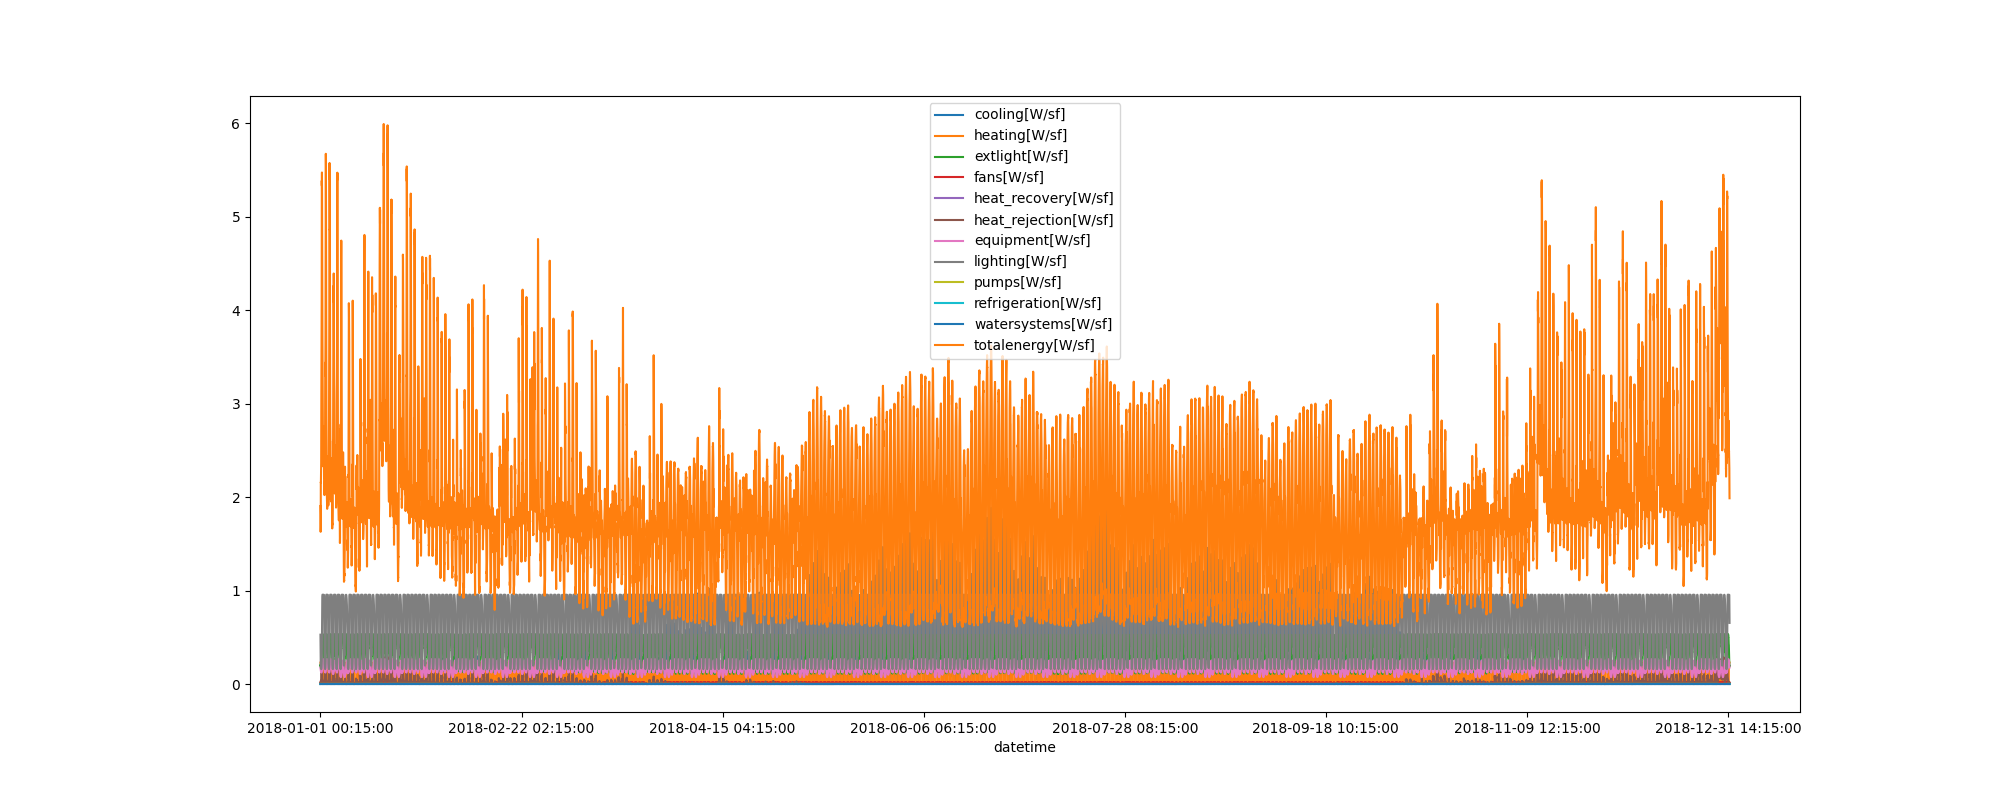 cooling[W/sf]
heating[W/sf]
extlight[W/sf]
fans[W/sf]
heat_recovery[W/sf]
heat_rejection[W/sf]
equipment[W/sf]
lighting[W/sf]
pumps[W/sf]
refrigeration[W/sf]
watersystems[W/sf]
totalenergy[W/sf]
6
5
4
3
2
1
0
2018-01-01 00:15:00 2018-02-22 02:15:00 2018-04-15 04:15:00 2018-06-06 06:15:00 2018-07-28 08:15:00 2018-09-18 10:15:00 2018-11-09 12:15:00 2018-12-31 14:15:00
datetime